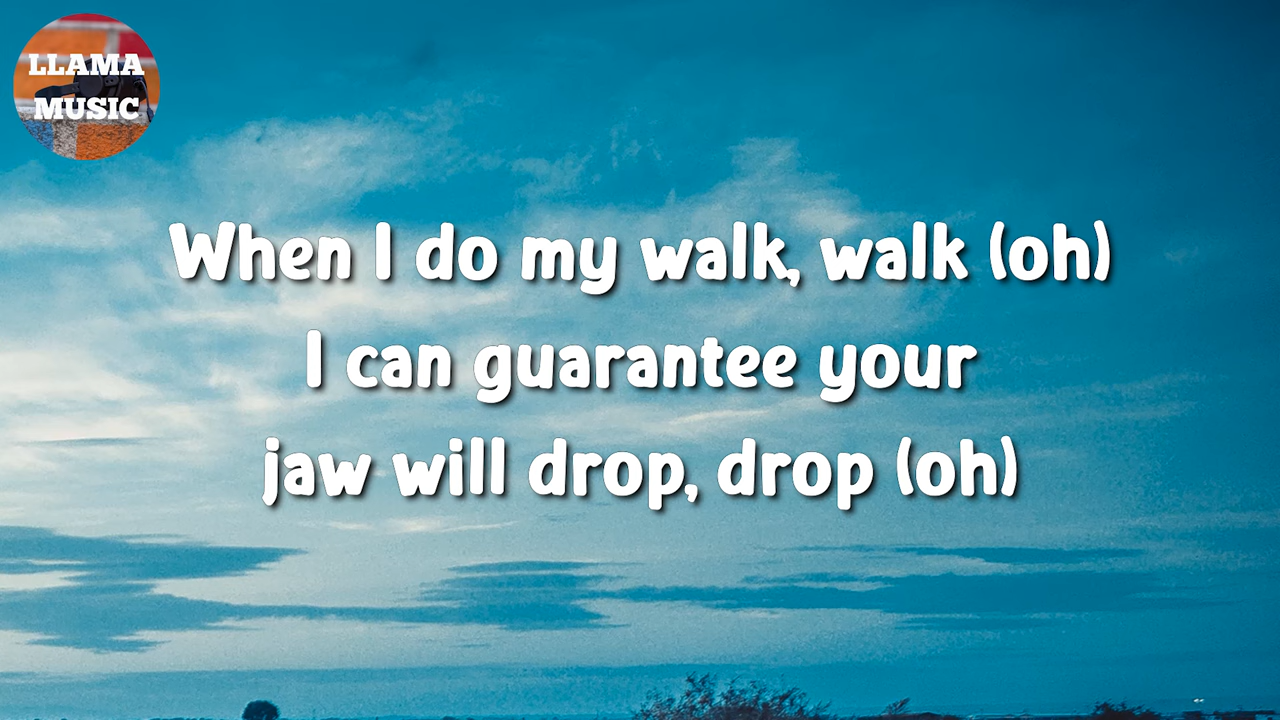 LLAMA
MUSIC
When I do my walk, walk (oh)
I can guarantee your
jaw will drop, drop (oh)